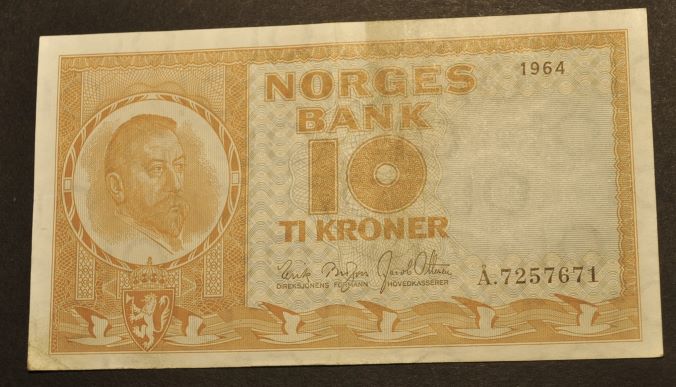 NORGES
BANK
1964
10
TI KRONER
DIREKSJONENS FORMANN
HOVEDKASSERER
Å.7257671